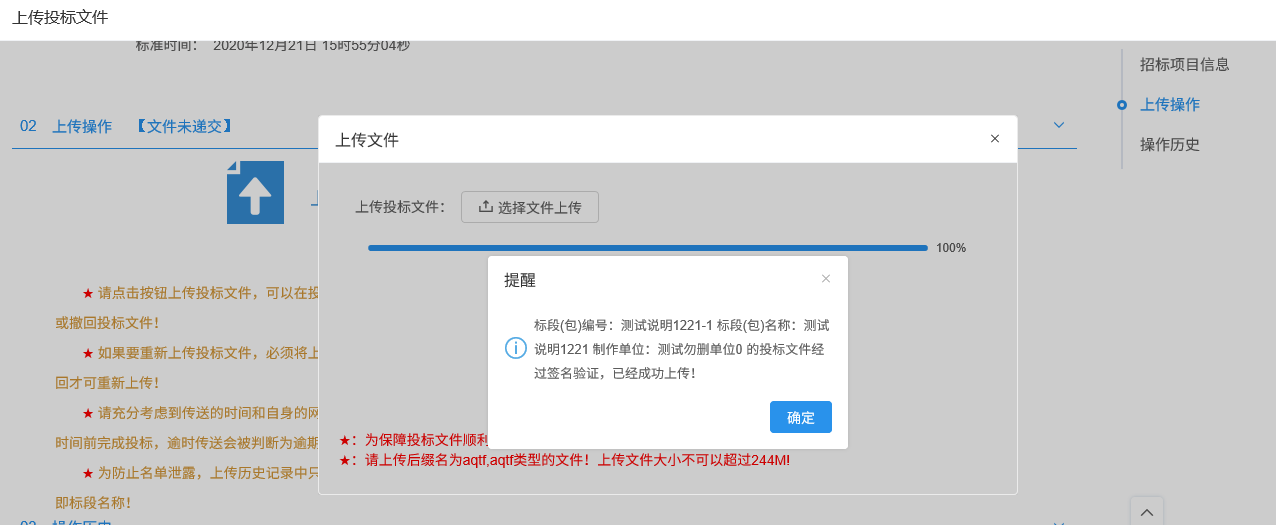 上传投标文件
标准时间： 2020年12月21日 15时55分04秒
招标项目信息
上传操作
操作历史
02 上传操作 【文件未递交】
上传文件
上传投标文件：
选择文件上传
100%
提醒
标段(包)编号：测试说明1221-1 标段(包)名称：测试
说明1221 制作单位：测试勿删单位0 的投标文件经
过签名验证，已经成功上传！
确定
★ 请点击按钮上传投标文件，可以在投
或撤回投标文件！
★ 如果要重新上传投标文件，必须将上
回才可重新上传！
★ 请充分考虑到传送的时间和自身的网
时间前完成投标，逾时传送会被判断为逾期
★ 为防止名单泄露，上传历史记录中只
即标段名称！
★：为保障投标文件顺利
★：请上传后缀名为aqtf,aqtf类型的文件！上传文件大小不可以超过244M!